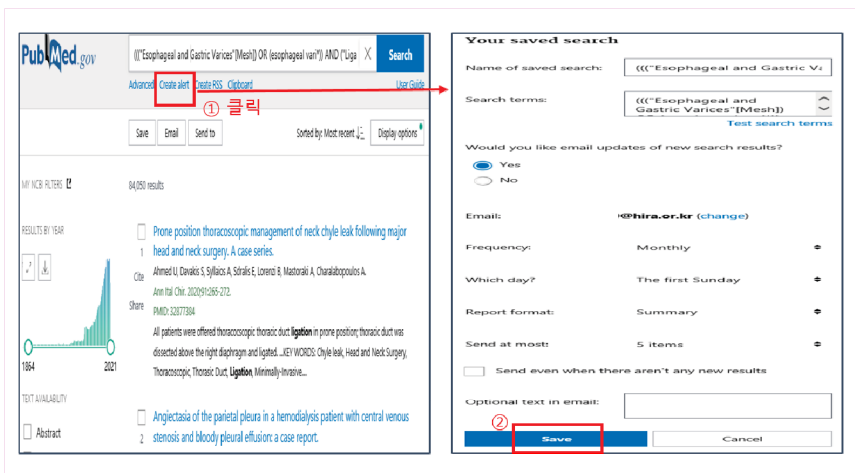 PubMed.gov
((("Esophageal and Gastric Varices"[Mesh]) OR (esophageal vari*)) AND ("Liga
Search
Advanced Create alert Create RSS Clipboard
User Guide
① 클릭
Save Email Send to
Sorted by: Most recent
Display options
MY NCBI FILTERS
84,050 results
RESULTS BY YEAR
1864 2021
TEXT AVAILABILITY
Abstract
1
Cite
Share
Prone position thoracoscopic management of neck chyle leak following major
head and neck surgery. A case series.
Ahmed U, Davakis S, Syllaios A, Sdralis E, Lorenzi B, Mastoraki A, Charalabopoulos A.
Ann Ital Chir. 2020;91:265-272.
PMID: 32877384
All patients were offered thoracoscopic thoracic duct ligation in prone position; thoracic duct was
dissected above the right diaphragm and ligated. ...KEY WORDS: Chyle leak, Head and Neck Surgery,
Thoracoscopic, Thoracic Duct, Ligation, Minimally-Invasive...
2
Angiectasia of the parietal pleura in a hemodialysis patient with central venous
stenosis and bloody pleural effusion: a case report.
Your saved search
Name of saved search:
((("Esophageal and Gastric Va
Search terms:
((("Esophageal and
Gastric Varices"[Mesh])
Test search terms
Would you like email updates of new search results?
Yes
No
Email:
@hira.or.kr (change)
Frequency:
Monthly
Which day?
The first Sunday
Report format:
Summary
Send at most:
5 items
Send even when there aren't any new results
Optional text in email:
②
Save
Cancel